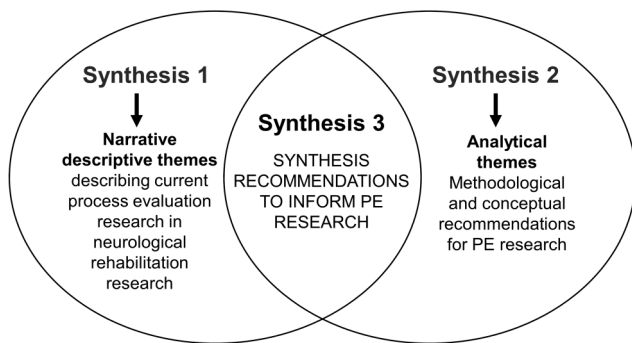 Synthesis 1
Narrative
descriptive themes
describing current
process evaluation
research in
neurological
rehabilitation
research
Synthesis 3
SYNTHESIS
RECOMMENDATIONS
TO INFORM PE
RESEARCH
Synthesis 2
Analytical
themes
Methodological
and conceptual
recommendations
for PE research